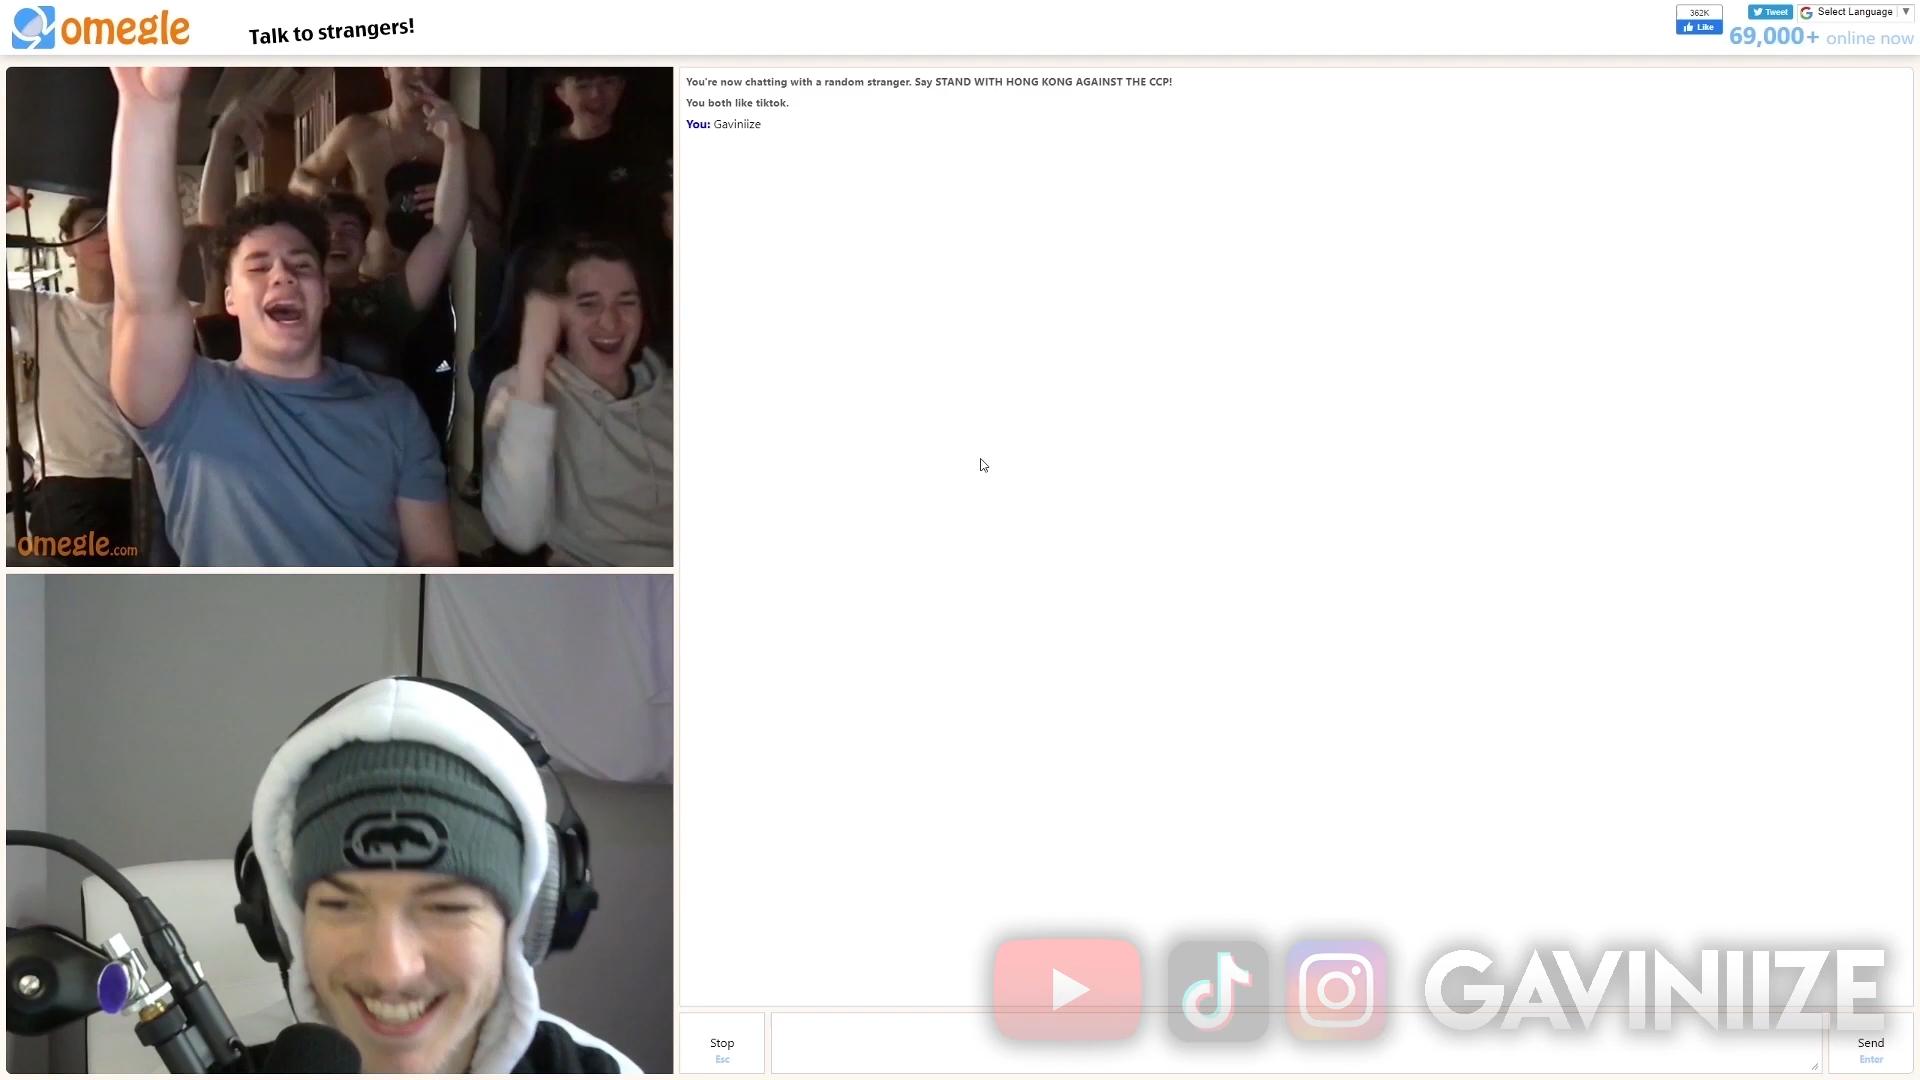 omegle
Talk to strangers!
362K
Like
Tweet
Select Language ▼
69,000+ online now
You're now chatting with a random stranger. Say STAND WITH HONG KONG AGAINST THE CCP!
You both like tiktok.
You: Gaviniize
omegle.com
GAVINIIZE
Stop
Esc
Send
Enter